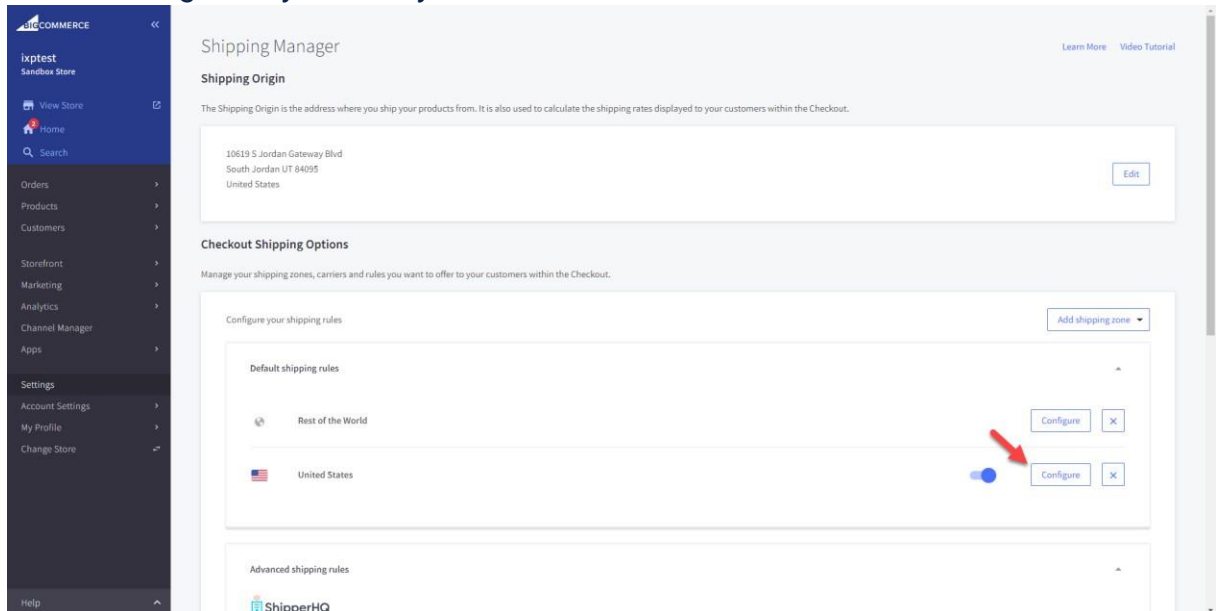 BIGCOMMERCE
ixptest
Sandbox Store
View Store
2
Home
Search
Orders
Products
Customers
Storefront
Marketing
Analytics
Channel Manager
Apps
Settings
Account Settings
My Profile
Change Store
Help
Shipping Manager
Learn More Video Tutorial
Shipping Origin
The Shipping Origin is the address where you ship your products from. It is also used to calculate the shipping rates displayed to your customers within the Checkout.
10619 S Jordan Gateway Blvd
South Jordan UT 84095
United States
Edit
Checkout Shipping Options
Manage your shipping zones, carriers and rules you want to offer to your customers within the Checkout.
Configure your shipping rules
Add shipping zone
Default shipping rules
Rest of the World
Configure
United States
Configure
Advanced shipping rules
ShipperHQ